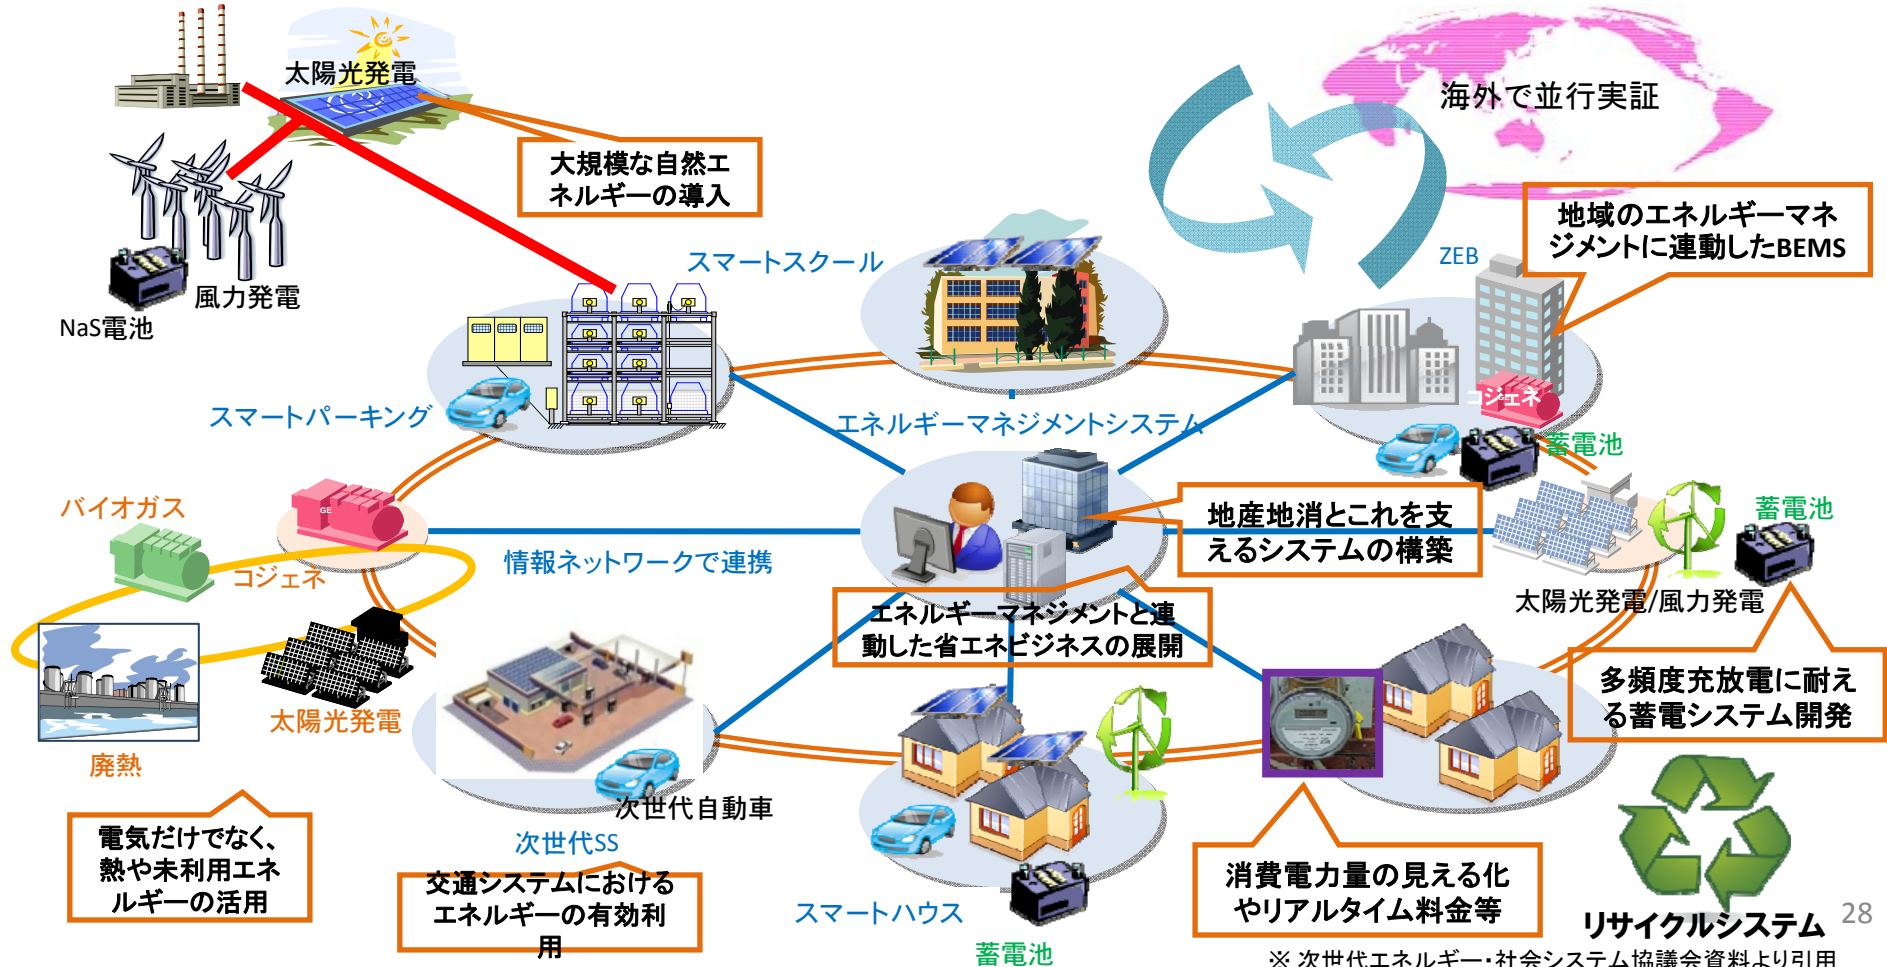 太陽光発電
海外で並行実証
大規模な自然エ
ネルギーの導入
地域のエネルギーマネ
ジメントに連動したBEMS
スマートスクール
ZEB
風力発電
NaS電池
コジェネ
スマートパーキング
エネルギーマネジメントシステム
蓄電池
バイオガス
GE
地産地消とこれを支
えるシステムの構築
蓄電池
情報ネットワークで連携
コジェネ
太陽光発電/風力発電
エネルギーマネジメントと連
動した省エネビジネスの展開
多頻度充放電に耐え
る蓄電システム開発
太陽光発電
廃熱
次世代自動車
次世代SS
電気だけでなく、
熱や未利用エネ
ルギーの活用
交通システムにおける
エネルギーの有効利
用
スマートハウス
蓄電池
消費電力量の見える化
やリアルタイム料金等
リサイクルシステム
28
※ 次世代エネルギー・社会システム協議会資料より引用